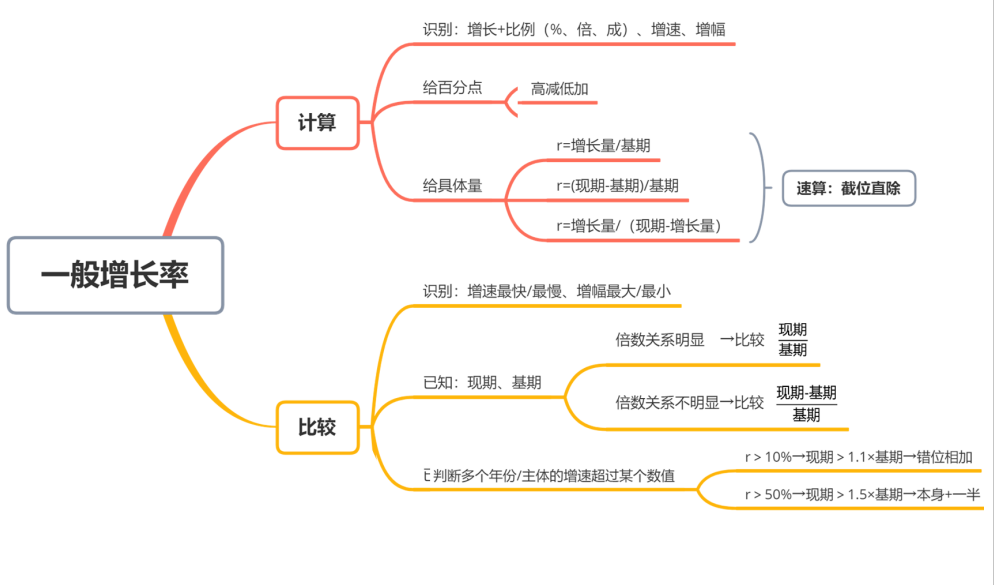 一般增长率
计算
识别：增长+比例（%、倍、成）、增速、增幅
给百分点
高减低加
给具体量
r=增长量/基期
r=(现期-基期)/基期
r=增长量/（现期-增长量）
速算：截位直除
比较
识别：增速最快/最慢、增幅最大/最小
已知：现期、基期
倍数关系明显 →比较 现期/基期
倍数关系不明显→比较 现期-基期/基期
判断多个年份/主体的增速超过某个数值
r＞10%→现期＞1.1×基期→错位相加
r＞50%→现期＞1.5×基期→本身+一半